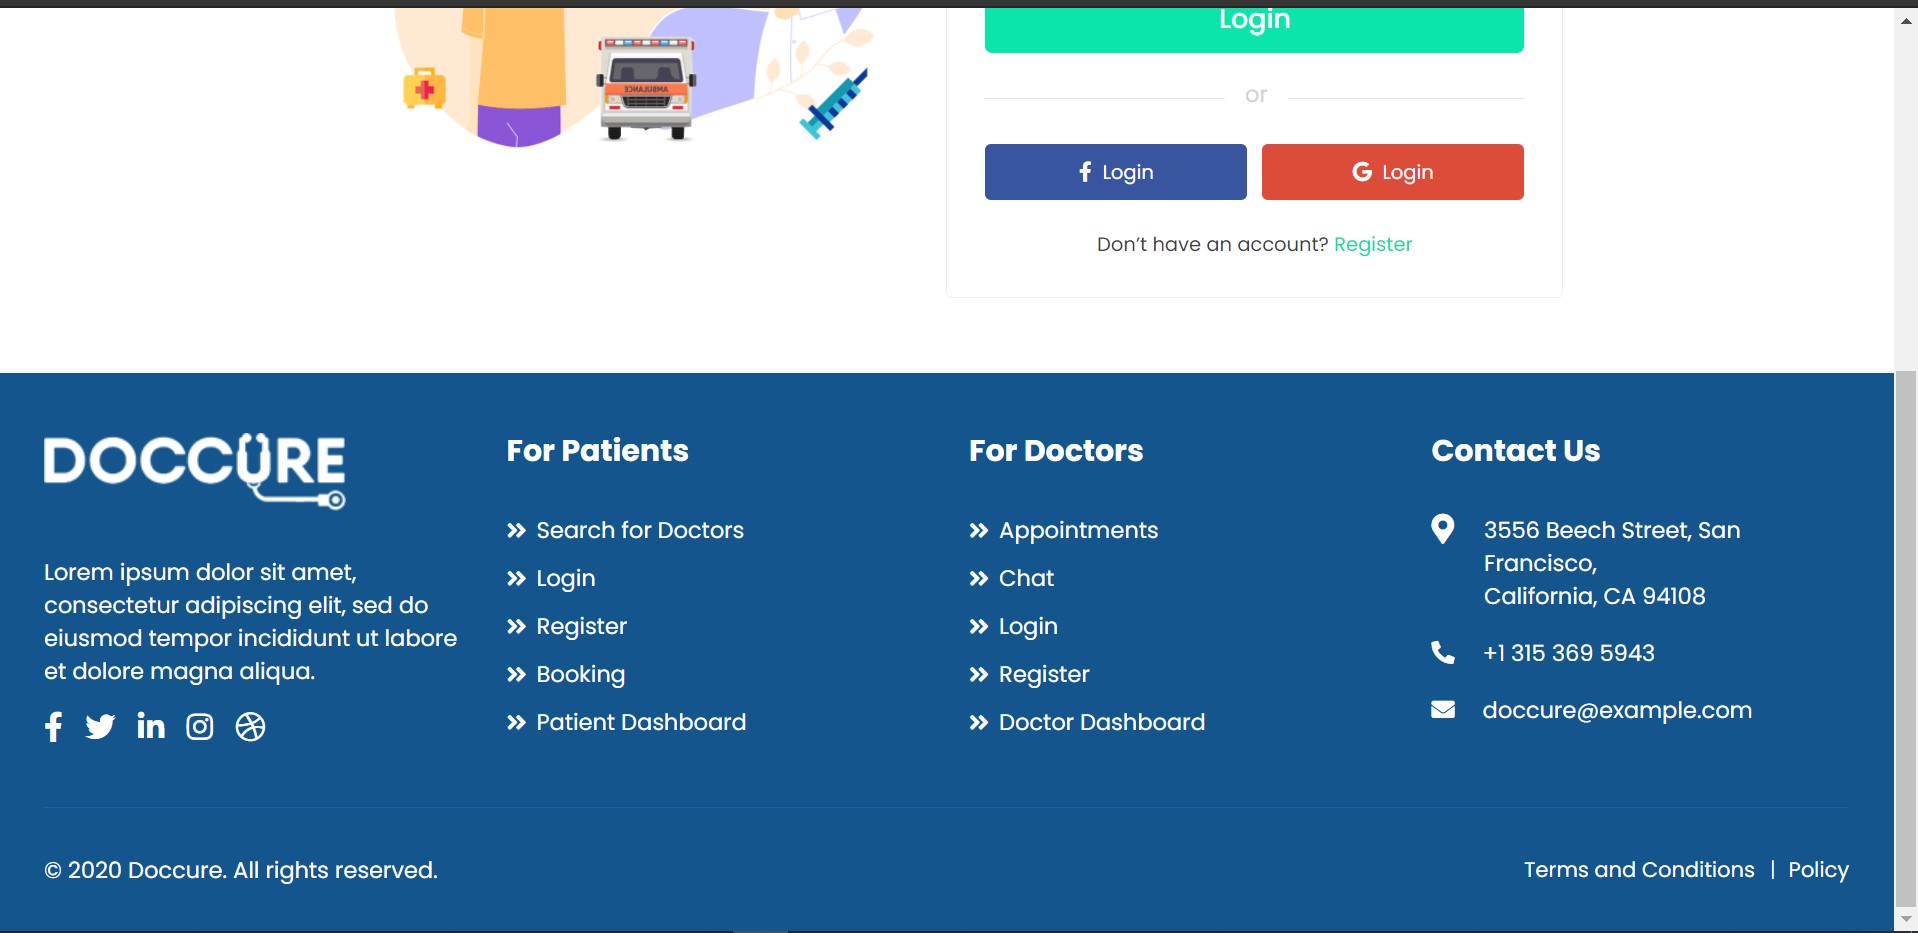 Login
AMBULANCE
or
Login
Login
Don’t have an account? Register
DOCCURE
Lorem ipsum dolor sit amet,
consectetur adipiscing elit, sed do
eiusmod tempor incididunt ut labore
et dolore magna aliqua.
For Patients
Search for Doctors
Login
Register
Booking
Patient Dashboard
For Doctors
Appointments
Chat
Login
Register
Doctor Dashboard
Contact Us
3556 Beech Street, San
Francisco,
California, CA 94108
+1 315 369 5943
doccure@example.com
© 2020 Doccure. All rights reserved.
Terms and Conditions | Policy